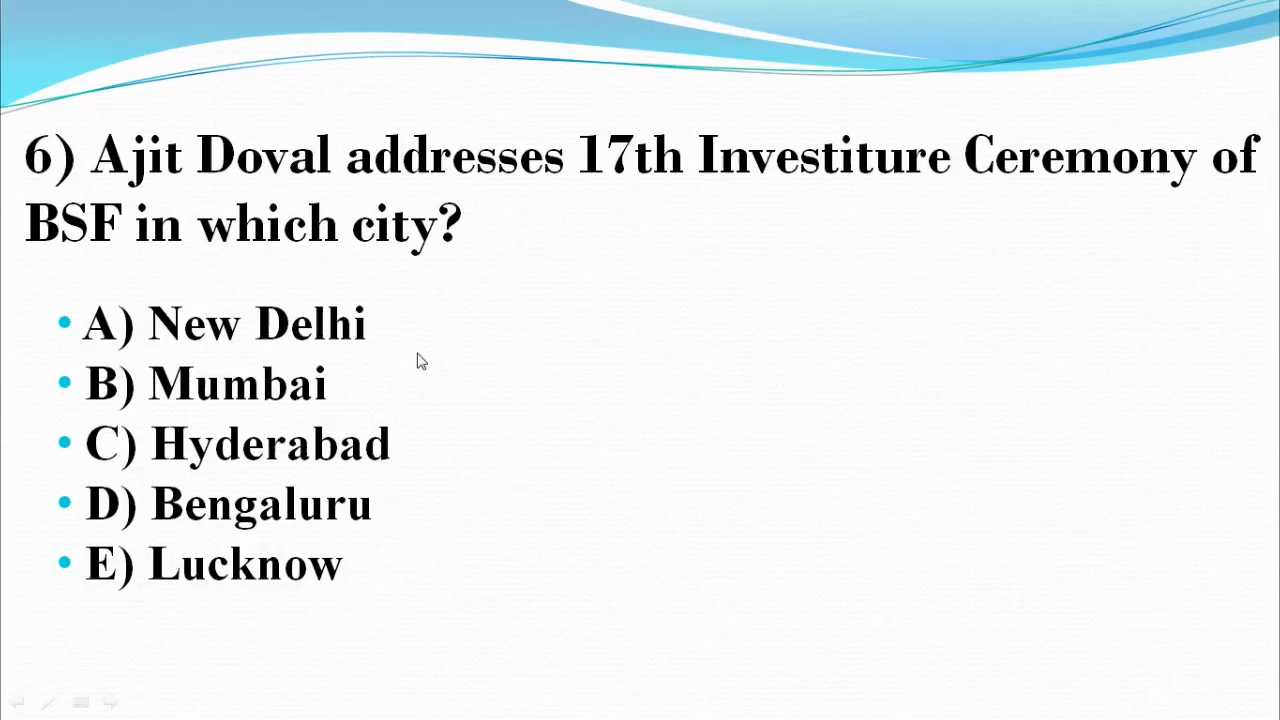 6) Ajit Doval addresses 17th Investiture Ceremony of
BSF in which city?
• A) New Delhi
• B) Mumbai
• C) Hyderabad
• D) Bengaluru
• E) Lucknow